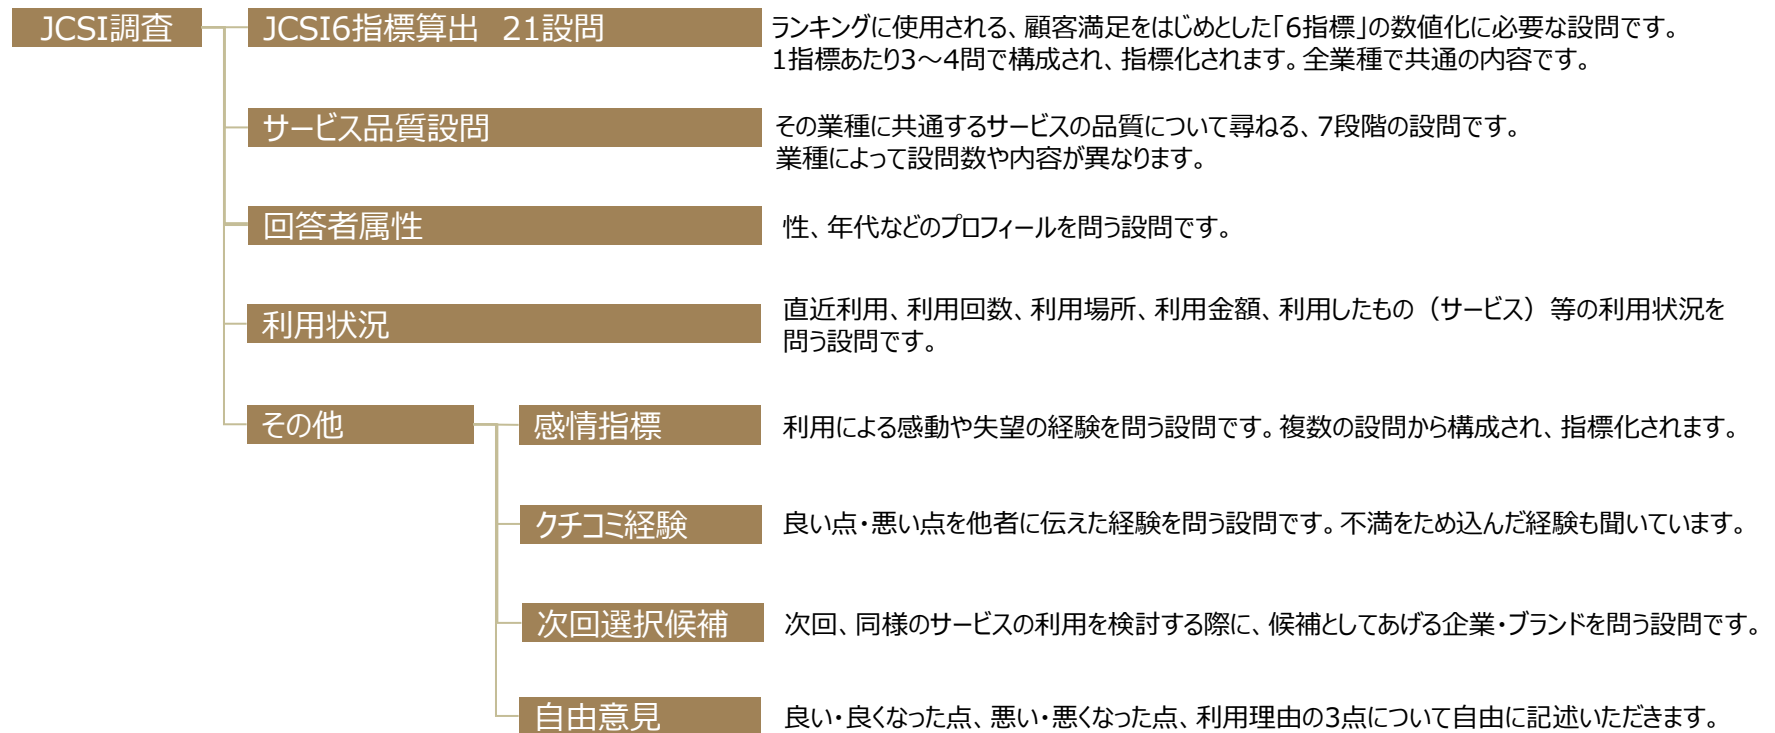 JCSI調査
JCSI6指標算出　21設問
ランキングに使用される、顧客満足をはじめとした「6指標」の数値化に必要な設問です。
1指標あたり3～4問で構成され、指標化されます。全業種で共通の内容です。
サービス品質設問
その業種に共通するサービスの品質について尋ねる、7段階の設問です。
業種によって設問数や内容が異なります。
回答者属性
性、年代などのプロフィールを問う設問です。
利用状況
直近利用、利用回数、利用場所、利用金額、利用したもの（サービス）等の利用状況を
問う設問です。
その他
感情指標
利用による感動や失望の経験を問う設問です。複数の設問から構成され、指標化されます。
クチコミ経験
良い点・悪い点を他者に伝えた経験を問う設問です。不満をため込んだ経験も聞いています。
次回選択候補
次回、同様のサービスの利用を検討する際に、候補としてあげる企業・ブランドを問う設問です。
自由意見
良い・良くなった点、悪い・悪くなった点、利用理由の3点について自由に記述いただきます。